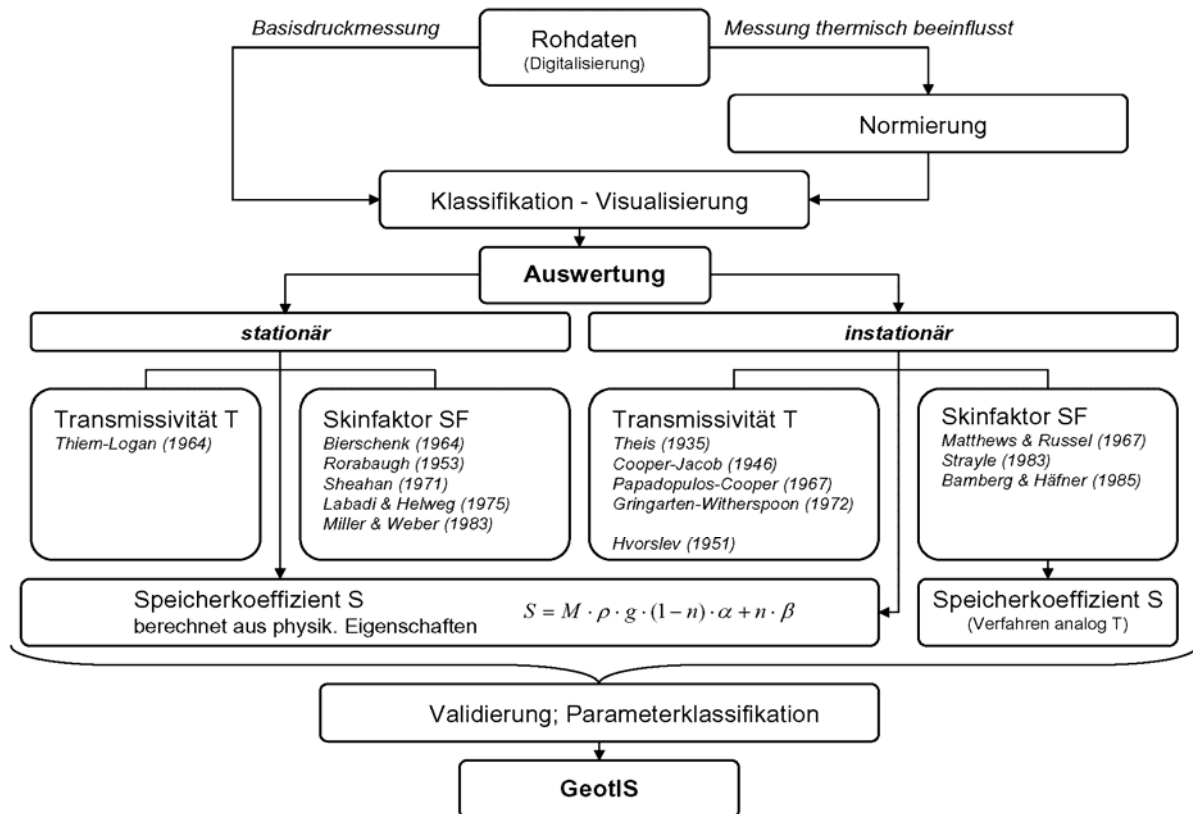 Basisdruckmessung
Rohdaten
(Digitalisierung)
Messung thermisch beeinflusst
Normierung
Klassifikation - Visualisierung
Auswertung
stationär
instationär
Transmissivität T
Thiem-Logan (1964)
Skinfaktor SF
Bierschenk (1964)
Rorabaugh (1953)
Sheahan (1971)
Labadi & Helweg (1975)
Miller & Weber (1983)
Transmissivität T
Theis (1935)
Cooper-Jacob (1946)
Papadopulos-Cooper (1967)
Gringarten-Witherspoon (1972)
Hvorslev (1951)
Skinfaktor SF
Matthews & Russel (1967)
Strayle (1983)
Bamberg & Häfner (1985)
Speicherkoeffizient S
berechnet aus physik. Eigenschaften
S = M · ρ · g · (1 − n) · α + n · β
Speicherkoeffizient S
(Verfahren analog T)
Validierung; Parameterklassifikation
GeotIS